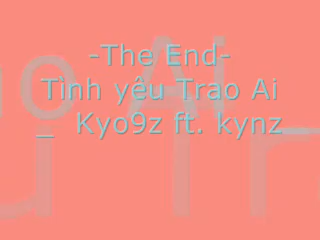 -The End-
Tình yêu Trao Ai
_ Kyo9z ft. kynz